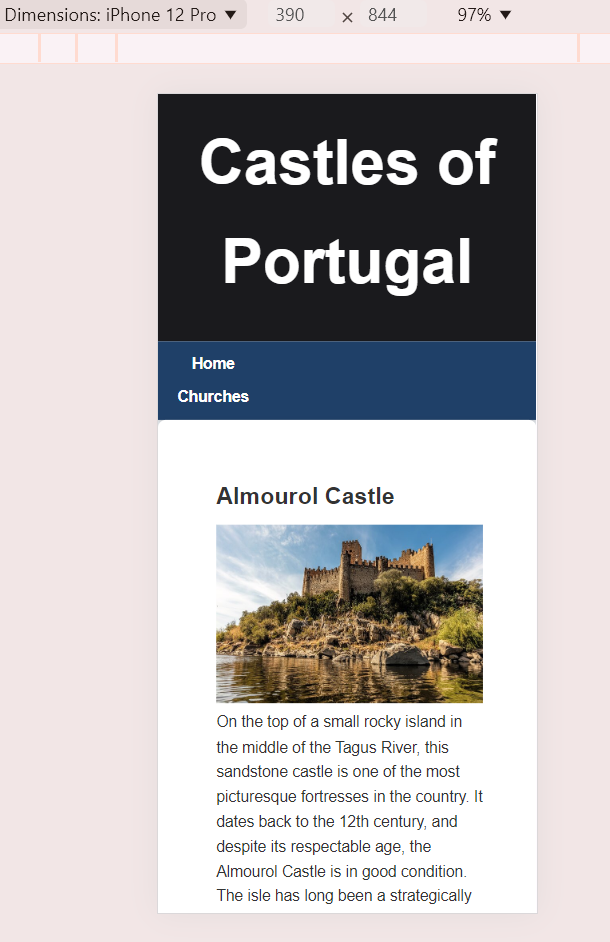 Dimensions: iPhone 12 Pro ▼ 390 × 844 97% ▼
Castles of
Portugal
Home
Churches
Almourol Castle
On the top of a small rocky island in
the middle of the Tagus River, this
sandstone castle is one of the most
picturesque fortresses in the country. It
dates back to the 12th century, and
despite its respectable age, the
Almourol Castle is in good condition.
The isle has long been a strategically